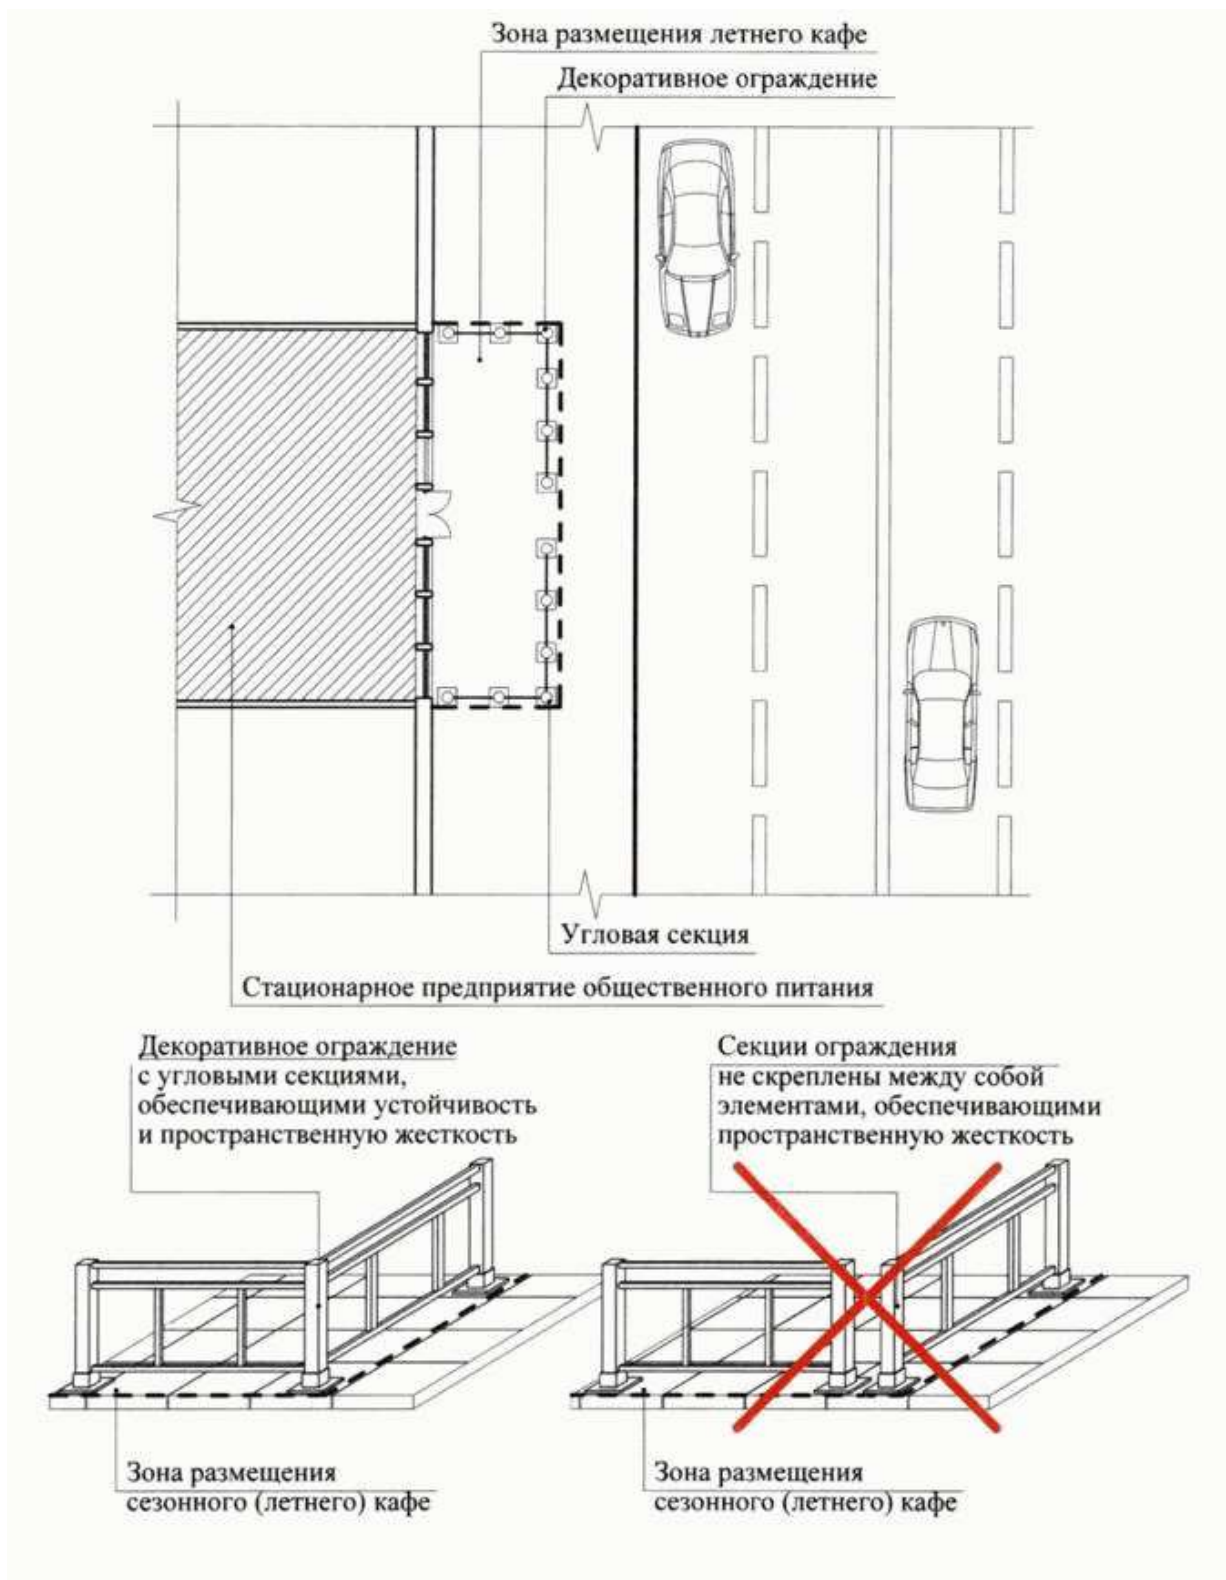 Зона размещения летнего кафе
Декоративное ограждение
Угловая секция
Стационарное предприятие общественного питания
Декоративное ограждение
с угловыми секциями,
обеспечивающими устойчивость
и пространственную жесткость
Секции ограждения
не скреплены между собой
элементами, обеспечивающими
пространственную жесткость
Зона размещения
сезонного (летнего) кафе
Зона размещения
сезонного (летнего) кафе